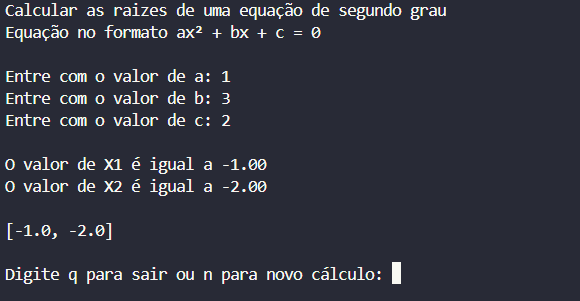 Calcular as raizes de uma equação de segundo grau
Equação no formato ax² + bx + c = 0
Entre com o valor de a: 1
Entre com o valor de b: 3
Entre com o valor de c: 2
O valor de X1 é igual a -1.00
O valor de X2 é igual a -2.00
[-1.0, -2.0]
Digite q para sair ou n para novo cálculo: